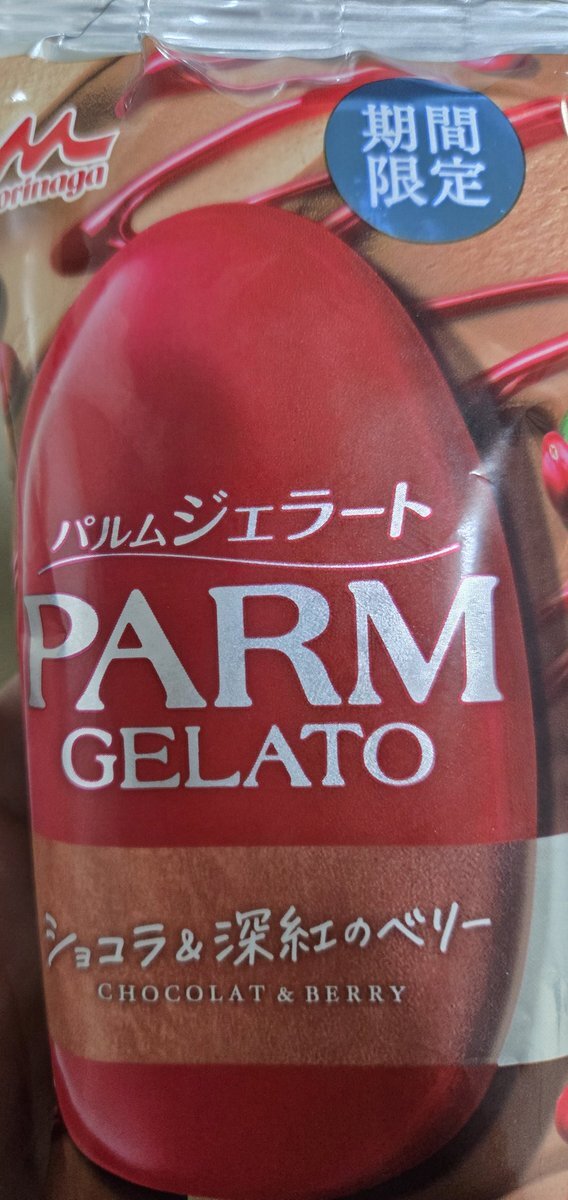 期間
限定
orinaga
パルムジェラート
PARM
GELATO
ショコラ&深紅のベリー
CHOCOLAT & BERRY